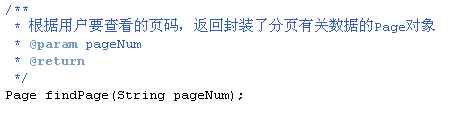 /**
 * 根据用户要查看的页码，返回封装了分页有关数据的Page对象
 * @param pageNum
 * @return
 */
Page findPage(String pageNum);